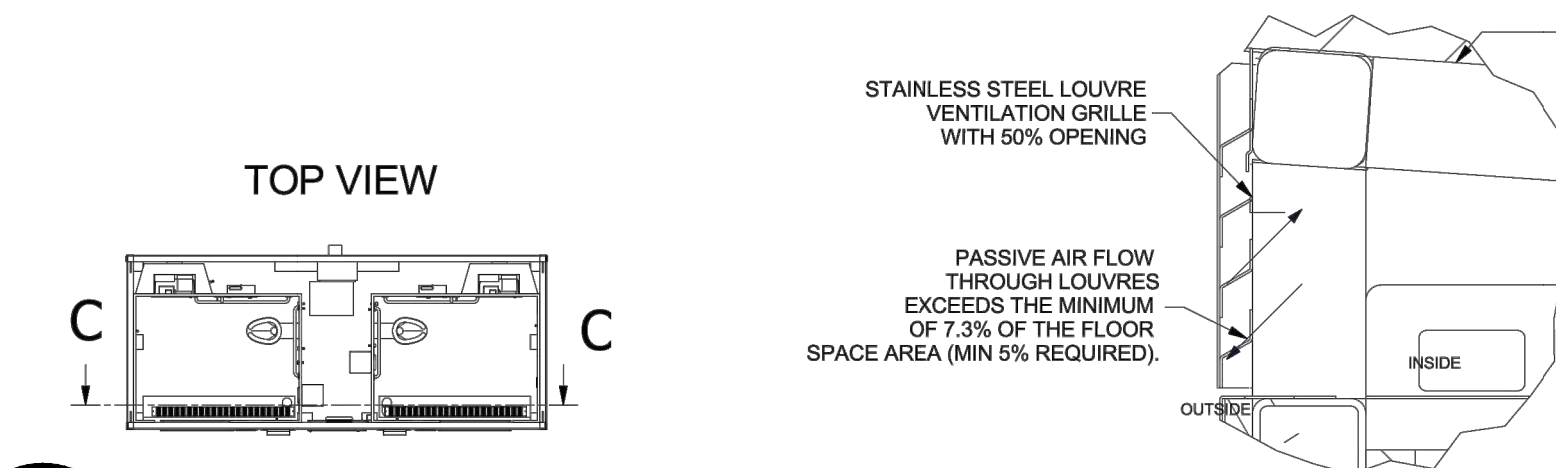 TOP VIEW
C
C
STAINLESS STEEL LOUVRE
VENTILATION GRILLE
WITH 50% OPENING
PASSIVE AIR FLOW
THROUGH LOUVRES
EXCEEDS THE MINIMUM
OF 7.3% OF THE FLOOR
SPACE AREA (MIN 5% REQUIRED).
INSIDE
OUTSIDE